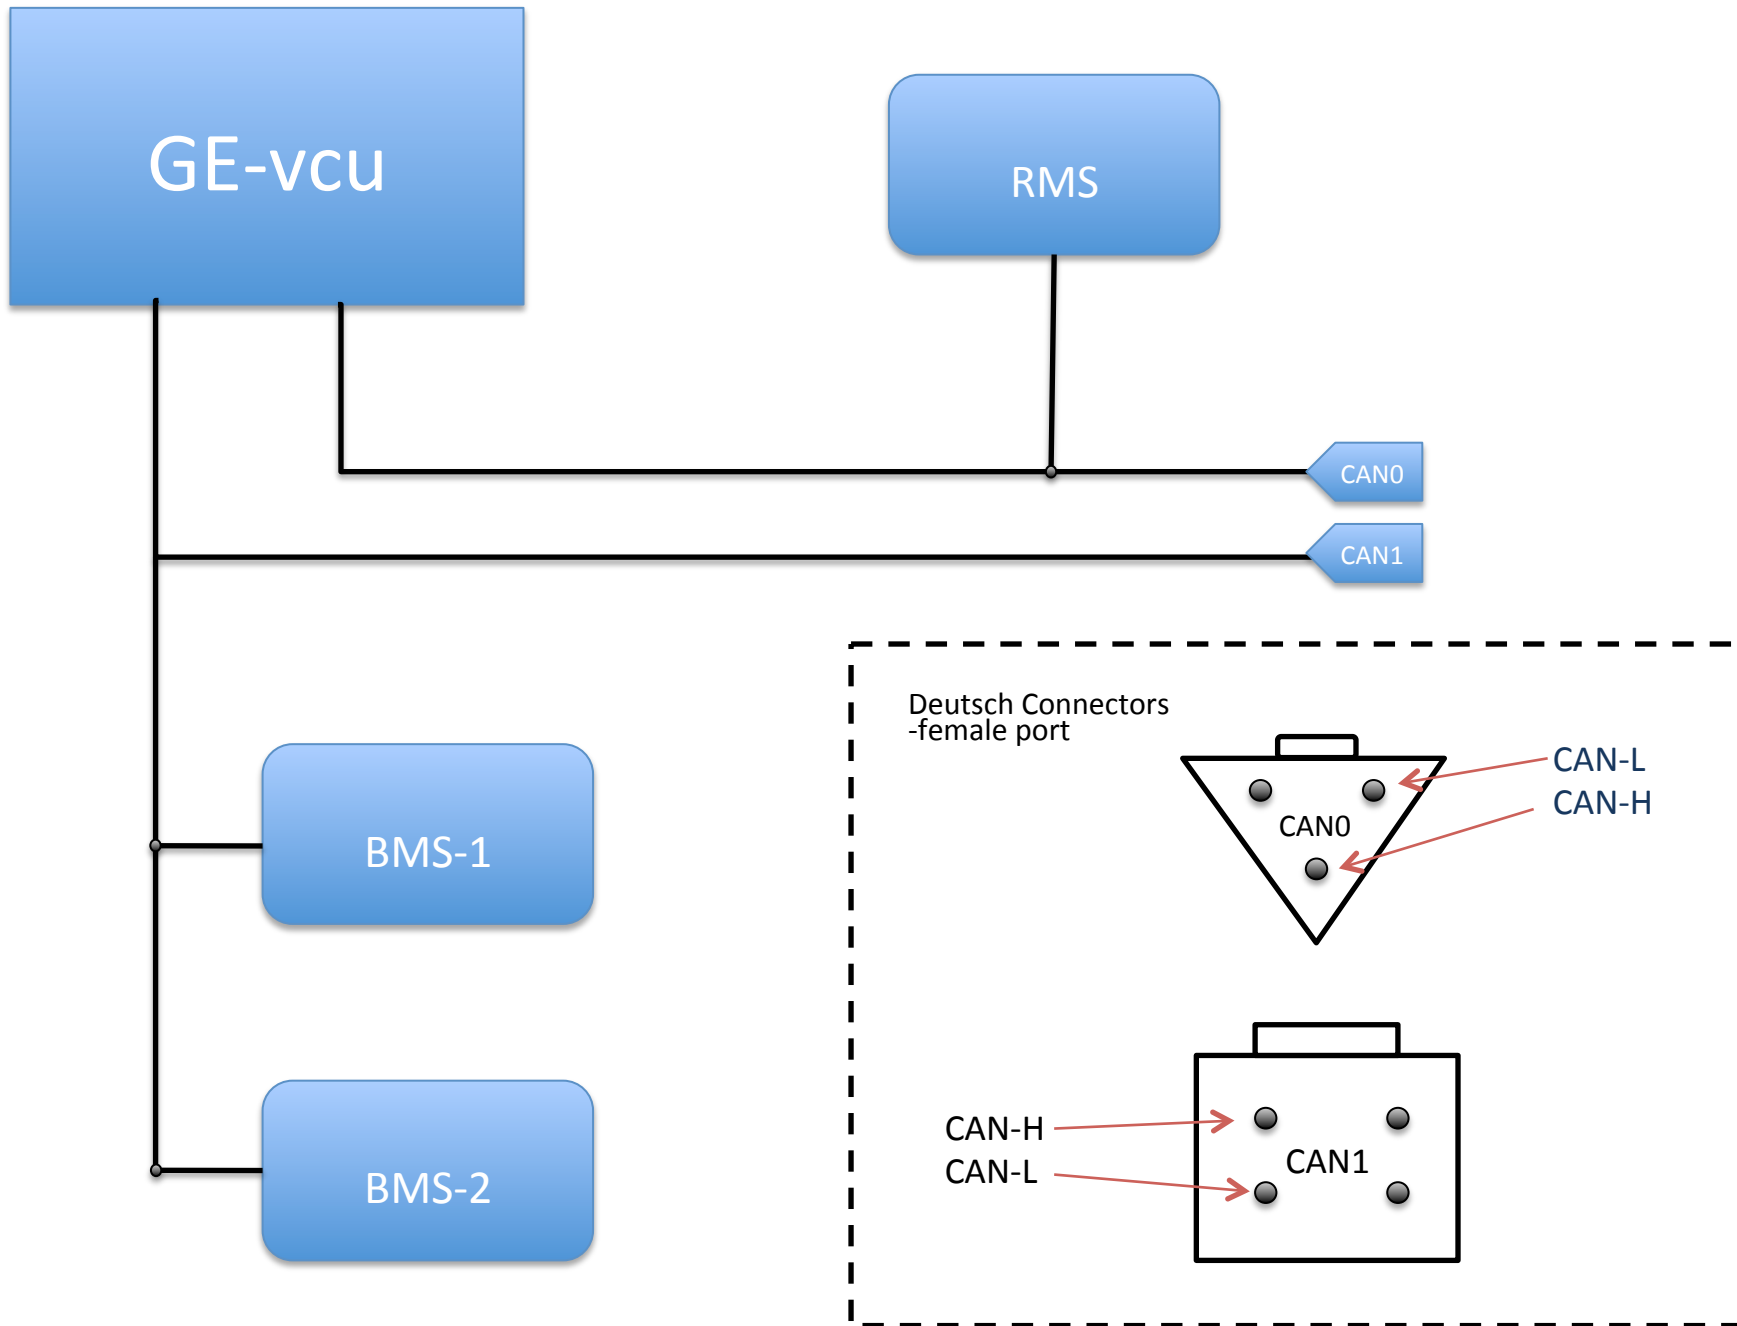 GE-vcu
RMS
CAN0
CAN1
Deutsch Connectors
-female port
CAN-L
CAN-H
CAN0
BMS-1
CAN-H
CAN-L
CAN1
BMS-2